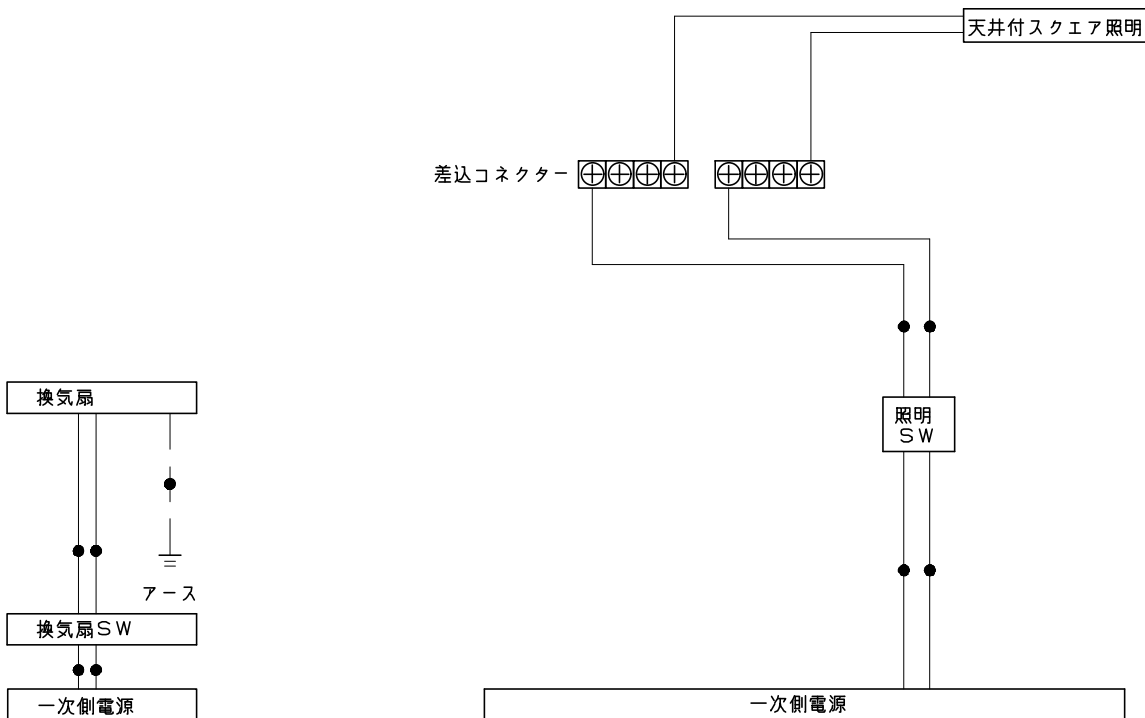 天井付スクエア照明
差込コネクター
換気扇
照明
SW
アース
換気扇SW
一次側電源
一次側電源